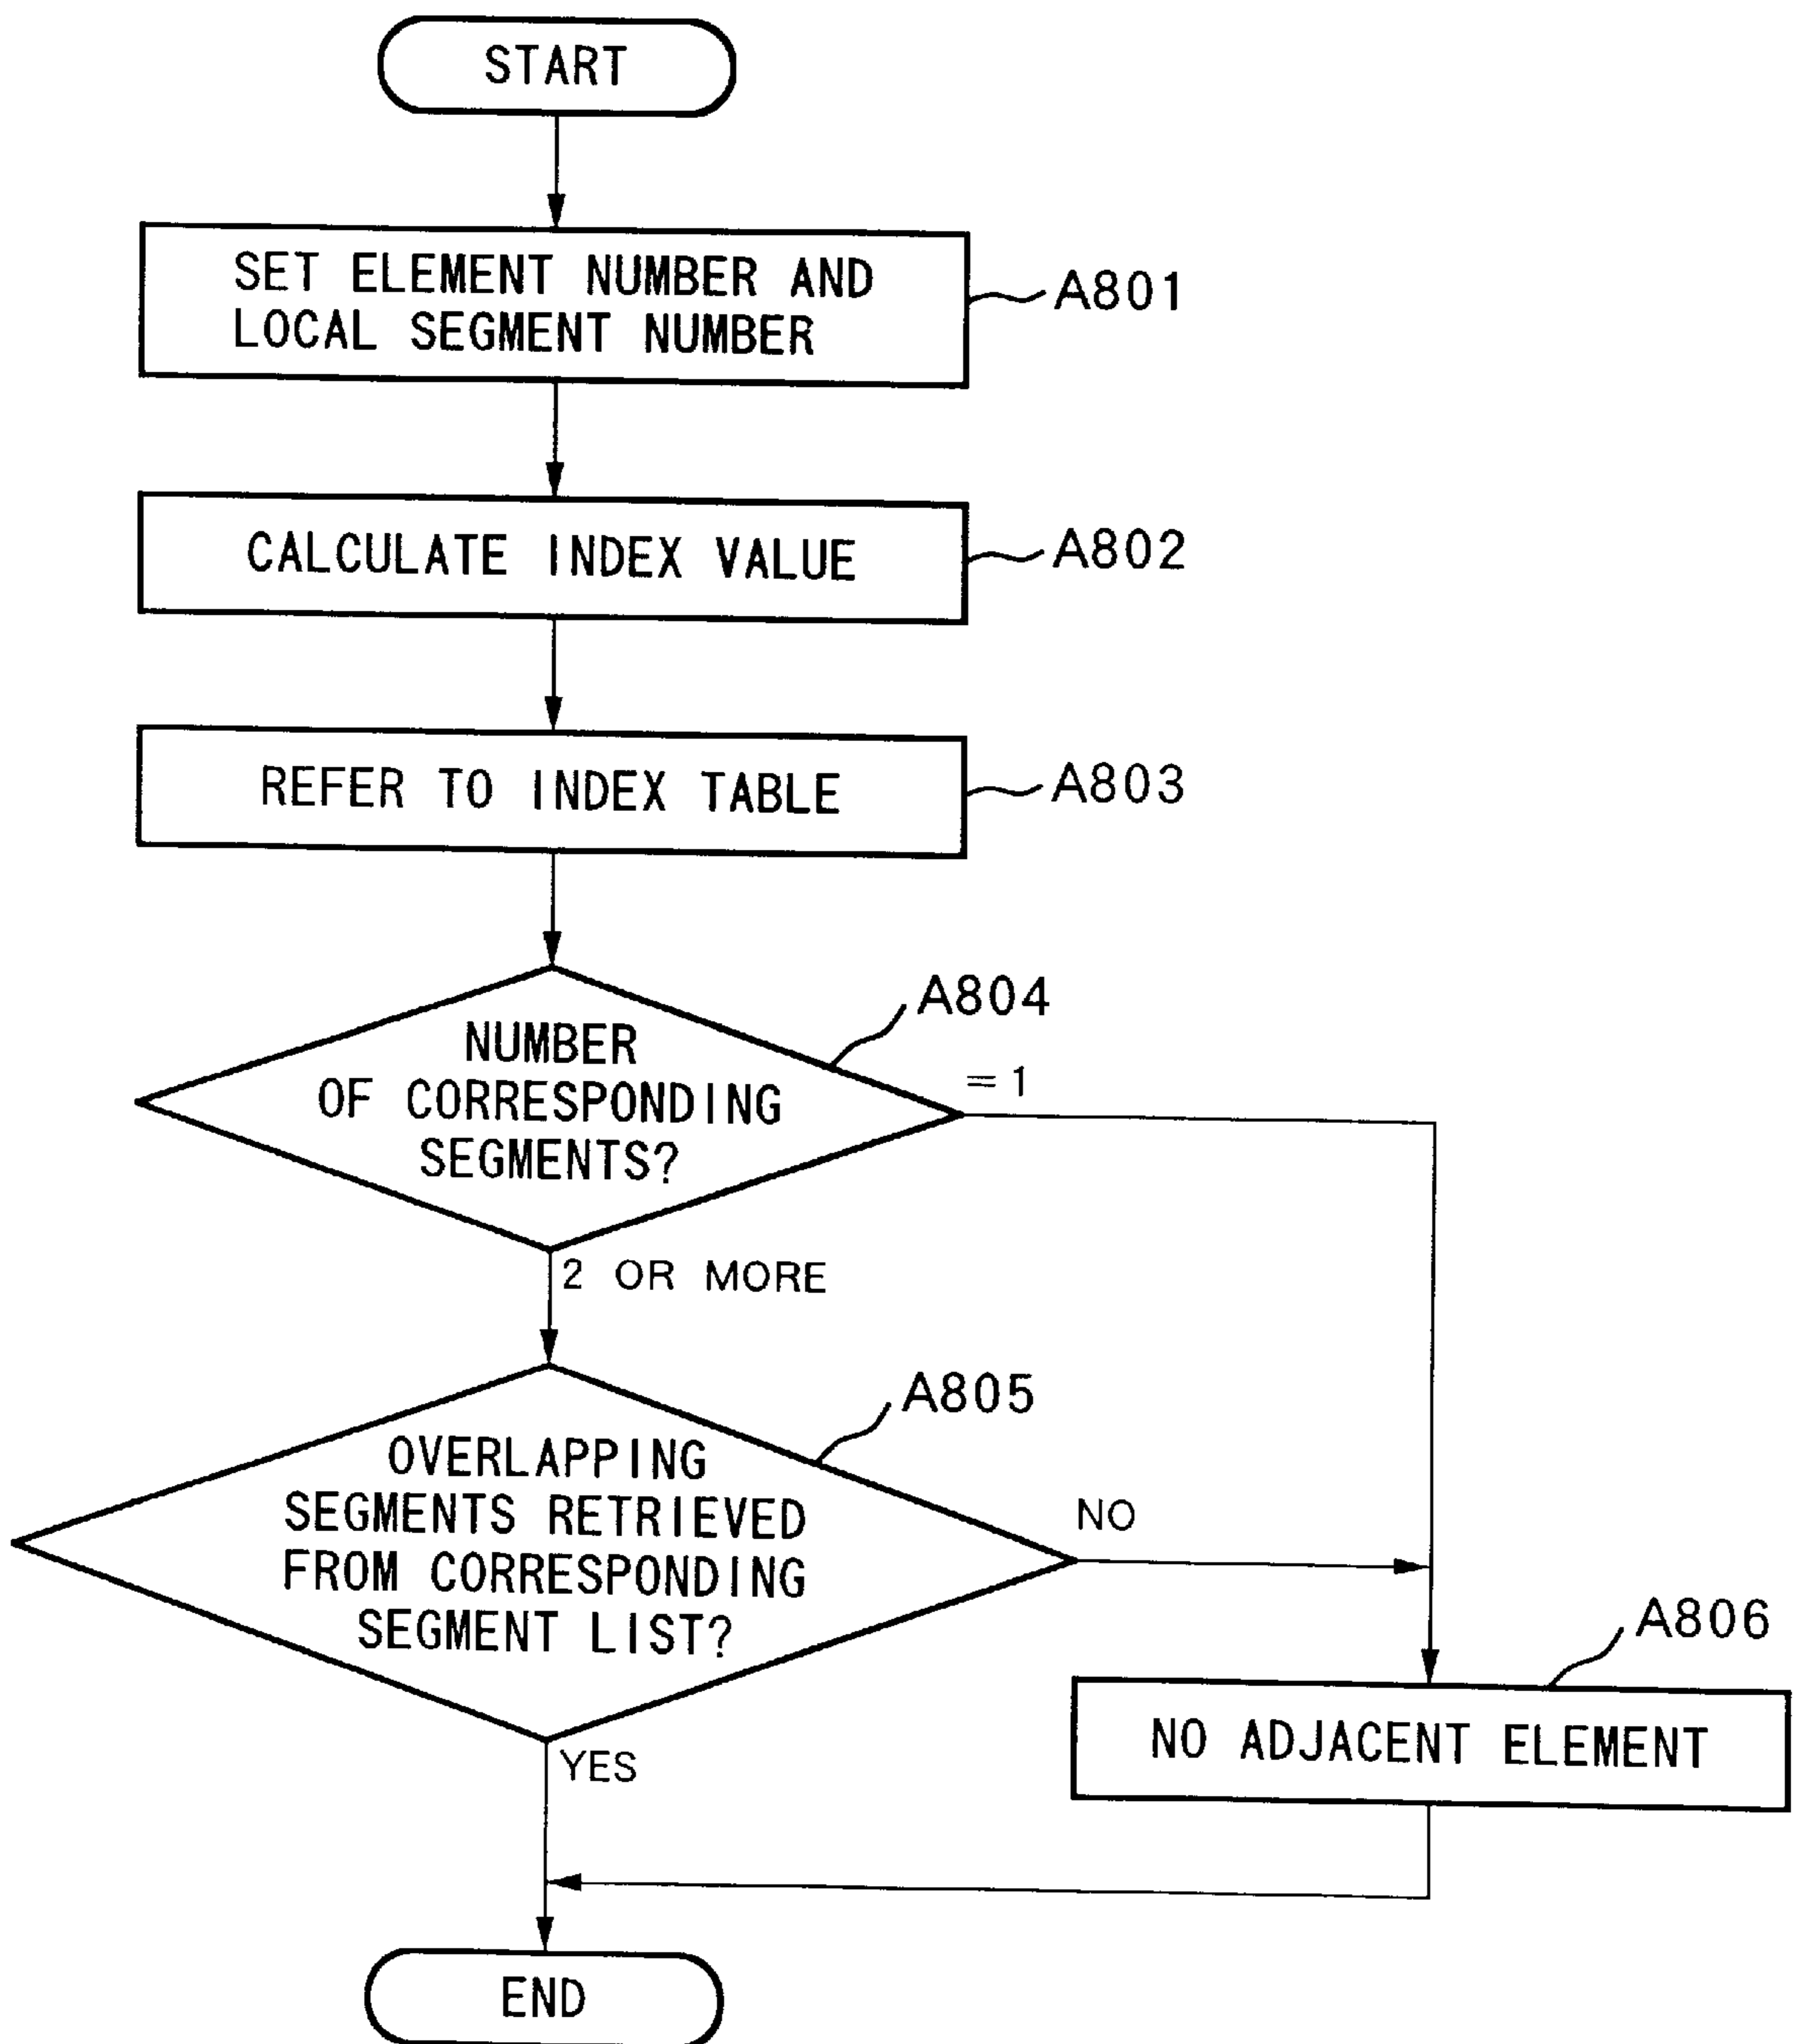 START
SET ELEMENT NUMBER AND
LOCAL SEGMENT NUMBER
A801
CALCULATE INDEX VALUE
A802
REFER TO INDEX TABLE
A803
A804
NUMBER
OF CORRESPONDING
SEGMENTS?
=1
2 OR MORE
A805
OVERLAPPING
SEGMENTS RETRIEVED
FROM CORRESPONDING
SEGMENT LIST?
NO
A806
NO ADJACENT ELEMENT
YES
END